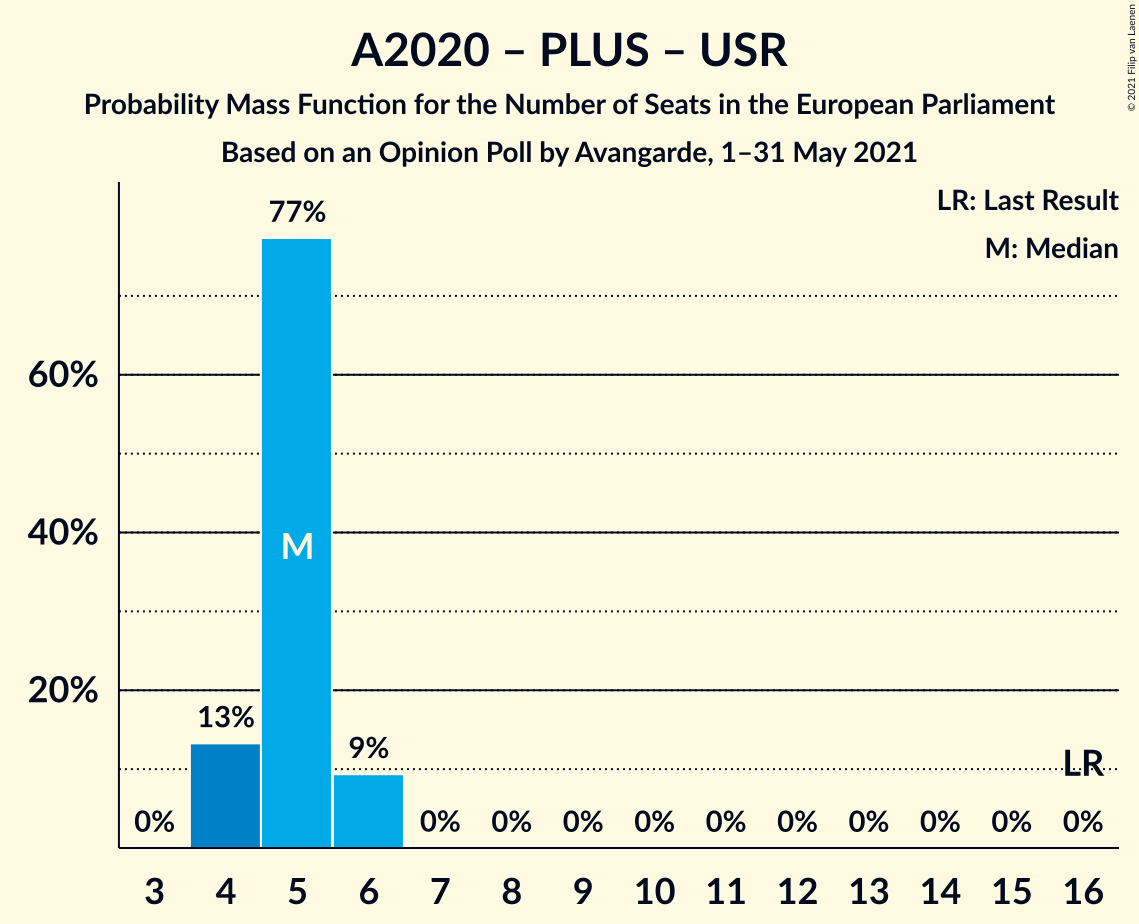 A2020 – PLUS – USR
Probability Mass Function for the Number of Seats in the European Parliament
Based on an Opinion Poll by Avangarde, 1–31 May 2021
© 2021 Filip van Laenen
LR: Last Result
M: Median
77%
60%
40%
M
20%
13%
9%
LR
0% 0% 0% 0% 0% 0% 0% 0% 0% 0% 0%
3 4 5 6 7 8 9 10 11 12 13 14 15 16